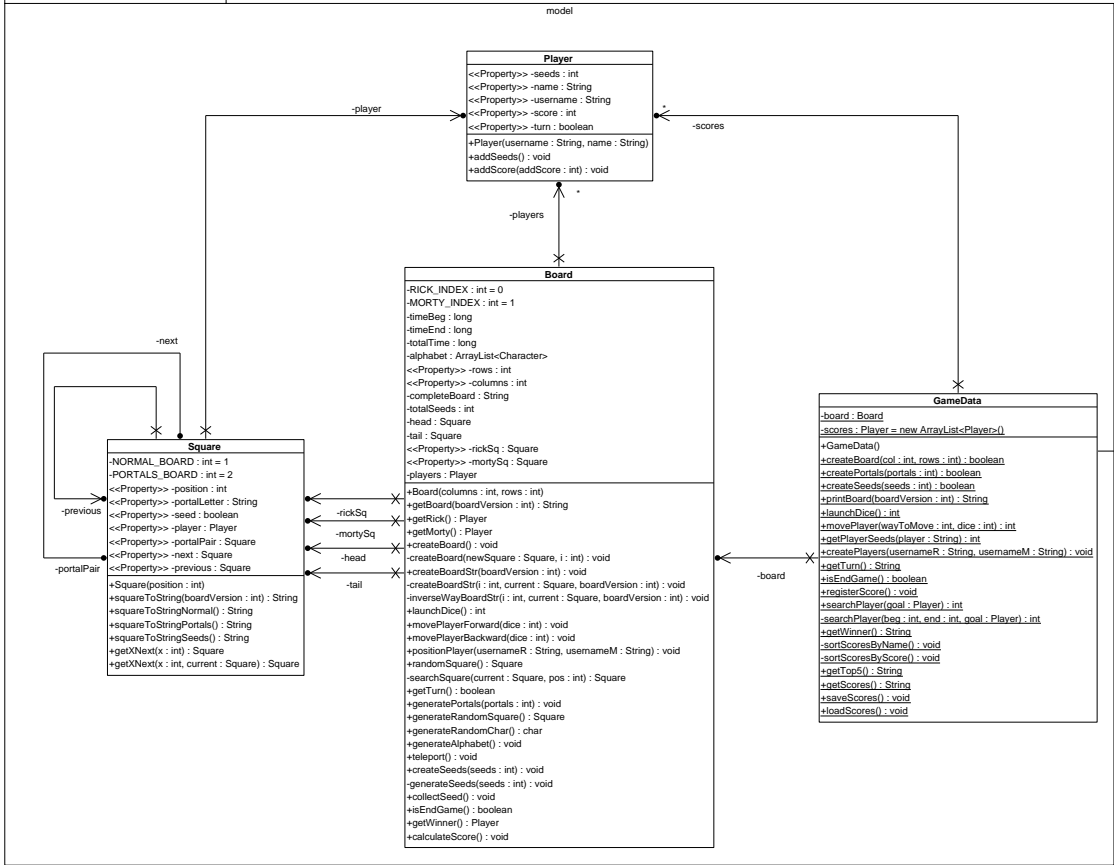 model
Player
<<Property>> -seeds : int
<<Property>> -name : String
<<Property>> -username : String
<<Property>> -score : int
<<Property>> -turn : boolean
+Player(username : String, name : String)
+addSeeds() : void
+addScore(addScore : int) : void
-player
*
-scores
*
-players
Board
-RICK_INDEX : int = 0
-MORTY_INDEX : int = 1
-timeBeg : long
-timeEnd : long
-totalTime : long
-alphabet : ArrayList<Character>
<<Property>> -rows : int
<<Property>> -columns : int
-completeBoard : String
-totalSeeds : int
-head : Square
-tail : Square
<<Property>> -rickSq : Square
<<Property>> -mortySq : Square
-players : Player
+Board(columns : int, rows : int)
+getBoard(boardVersion : int) : String
+getRick() : Player
+getMorty() : Player
+createBoard() : void
-createBoard(newSquare : Square, i : int) : void
+createBoardStr(boardVersion : int) : void
-createBoardStr(i : int, current : Square, boardVersion : int) : void
-inverseWayBoardStr(i : int, current : Square, boardVersion : int) : void
+launchDice() : int
+movePlayerForward(dice : int) : void
+movePlayerBackward(dice : int) : void
+positionPlayer(usernameR : String, usernameM : String) : void
+randomSquare() : Square
-searchSquare(current : Square, pos : int) : Square
+getTurn() : boolean
+generatePortals(portals : int) : void
+generateRandomSquare() : Square
+generateRandomChar() : char
+generateAlphabet() : void
+teleport() : void
+createSeeds(seeds : int) : void
-generateSeeds(seeds : int) : void
+collectSeed() : void
+isEndGame() : boolean
+getWinner() : Player
+calculateScore() : void
-next
-previous
-portalPair
Square
-NORMAL_BOARD : int = 1
-PORTALS_BOARD : int = 2
<<Property>> -position : int
<<Property>> -portalLetter : String
<<Property>> -seed : boolean
<<Property>> -player : Player
<<Property>> -portalPair : Square
<<Property>> -next : Square
<<Property>> -previous : Square
+Square(position : int)
+squareToString(boardVersion : int) : String
+squareToStringNormal() : String
+squareToStringPortals() : String
+squareToStringSeeds() : String
+getXNext(x : int) : Square
+getXNext(x : int, current : Square) : Square
-rickSq
-mortySq
-head
-tail
-board
GameData
-board : Board
-scores : Player = new ArrayList<Player>()
+GameData()
+createBoard(col : int, rows : int) : boolean
+createPortals(portals : int) : boolean
+createSeeds(seeds : int) : boolean
+printBoard(boardVersion : int) : String
+launchDice() : int
+movePlayer(wayToMove : int, dice : int) : int
+getPlayerSeeds(player : String) : int
+createPlayers(usernameR : String, usernameM : String) : void
+getTurn() : String
+isEndGame() : boolean
+registerScore() : void
+searchPlayer(goal : Player) : int
-searchPlayer(beg : int, end : int, goal : Player) : int
+getWinner() : String
-sortScoresByName() : void
-sortScoresByScore() : void
+getTop5() : String
+getScores() : String
+saveScores() : void
+loadScores() : void